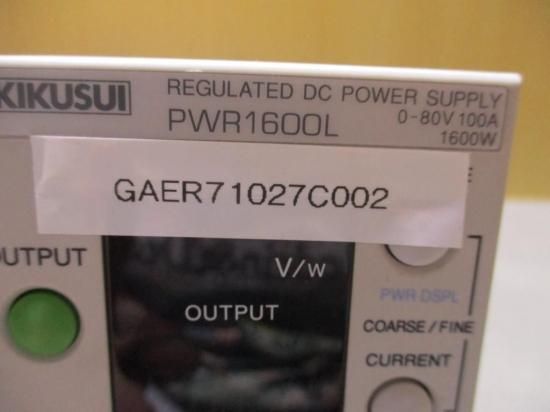 KIKUSUI
REGULATED DC POWER SUPPLY
PWR1600L
0-80V 100A
1600W
GAER71027C002
OUTPUT
V/W
OUTPUT
PWR DSPL
COARSE/FINE
CURRENT